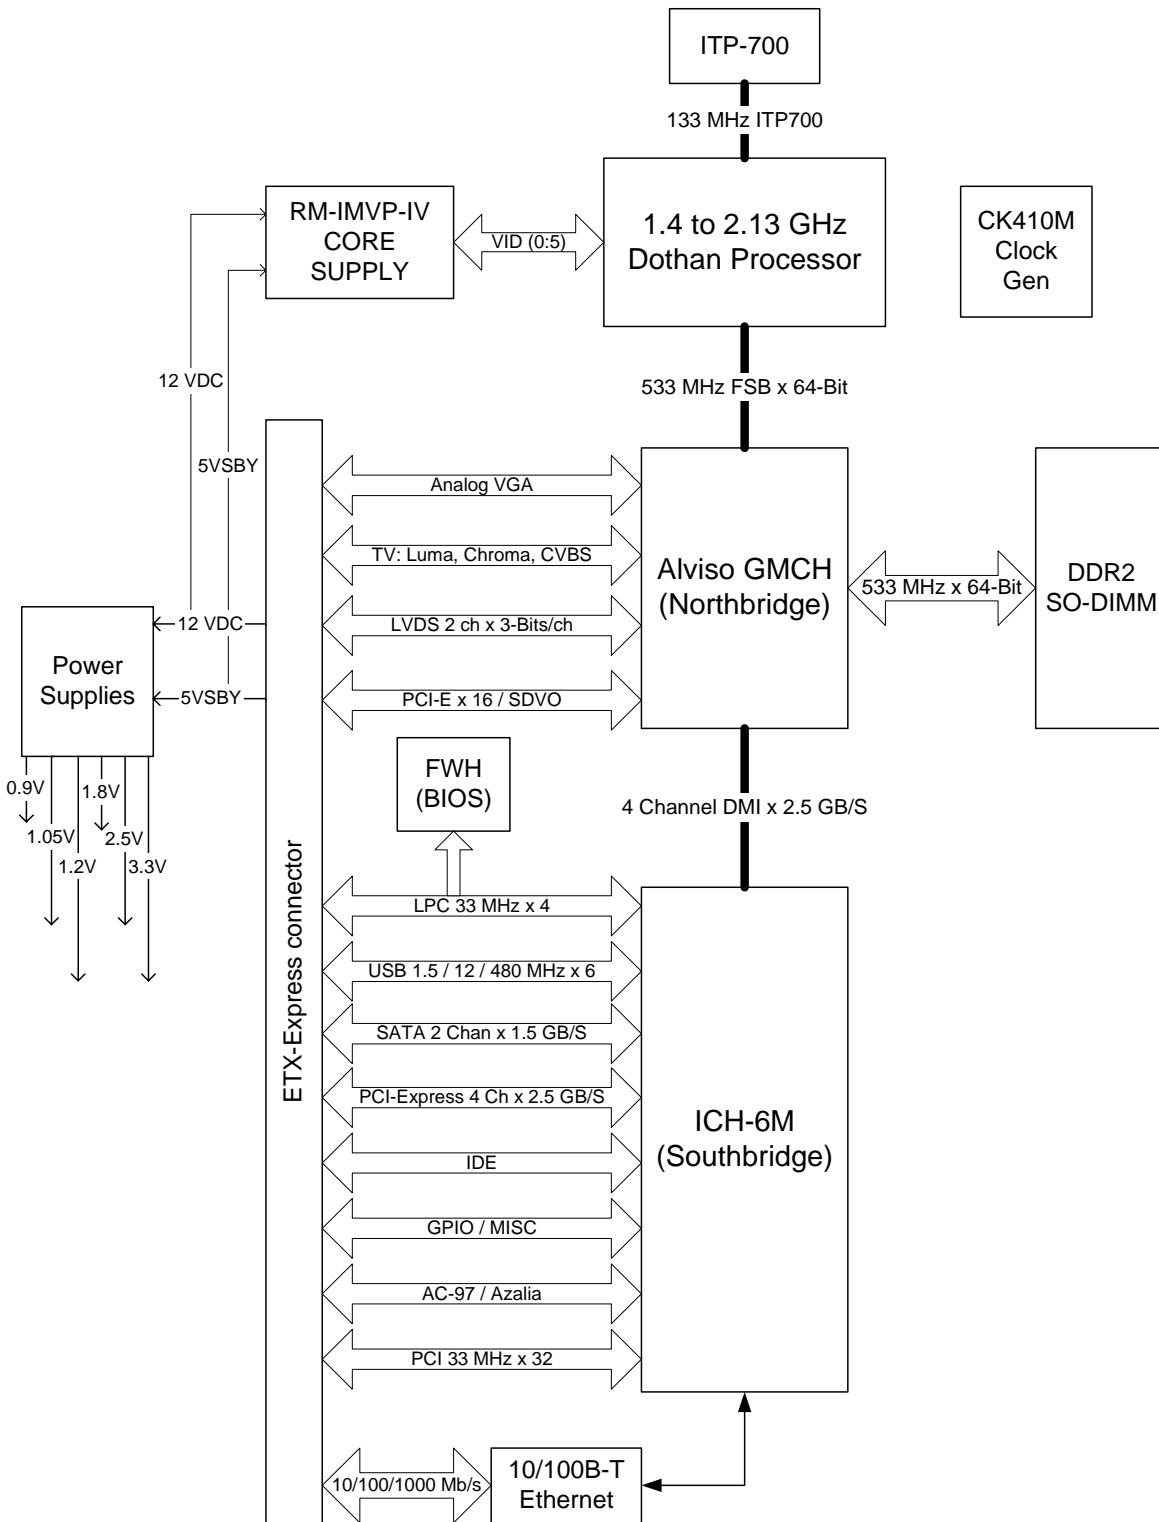 ITP-700
133 MHz ITP700
RM-IMVP-IV
CORE
SUPPLY
VID (0:5)
1.4 to 2.13 GHz
Dothan Processor
CK410M
Clock
Gen
12 VDC
533 MHz FSB x 64-Bit
5VSBY
Analog VGA
TV: Luma, Chroma, CVBS
Alviso GMCH
(Northbridge)
533 MHz x 64-Bit
DDR2
SO-DIMM
LVDS 2 ch x 3-Bits/ch
12 VDC
Power
Supplies
5VSBY
PCI-E x 16 / SDVO
0.9V
1.8V
1.05V
2.5V
1.2V
3.3V
FWH
(BIOS)
4 Channel DMI x 2.5 GB/S
ETX-Express connector
LPC 33 MHz x 4
USB 1.5 / 12 / 480 MHz x 6
SATA 2 Chan x 1.5 GB/S
PCI-Express 4 Ch x 2.5 GB/S
ICH-6M
(Southbridge)
IDE
GPIO / MISC
AC-97 / Azalia
PCI 33 MHz x 32
10/100/1000 Mb/s
10/100B-T
Ethernet